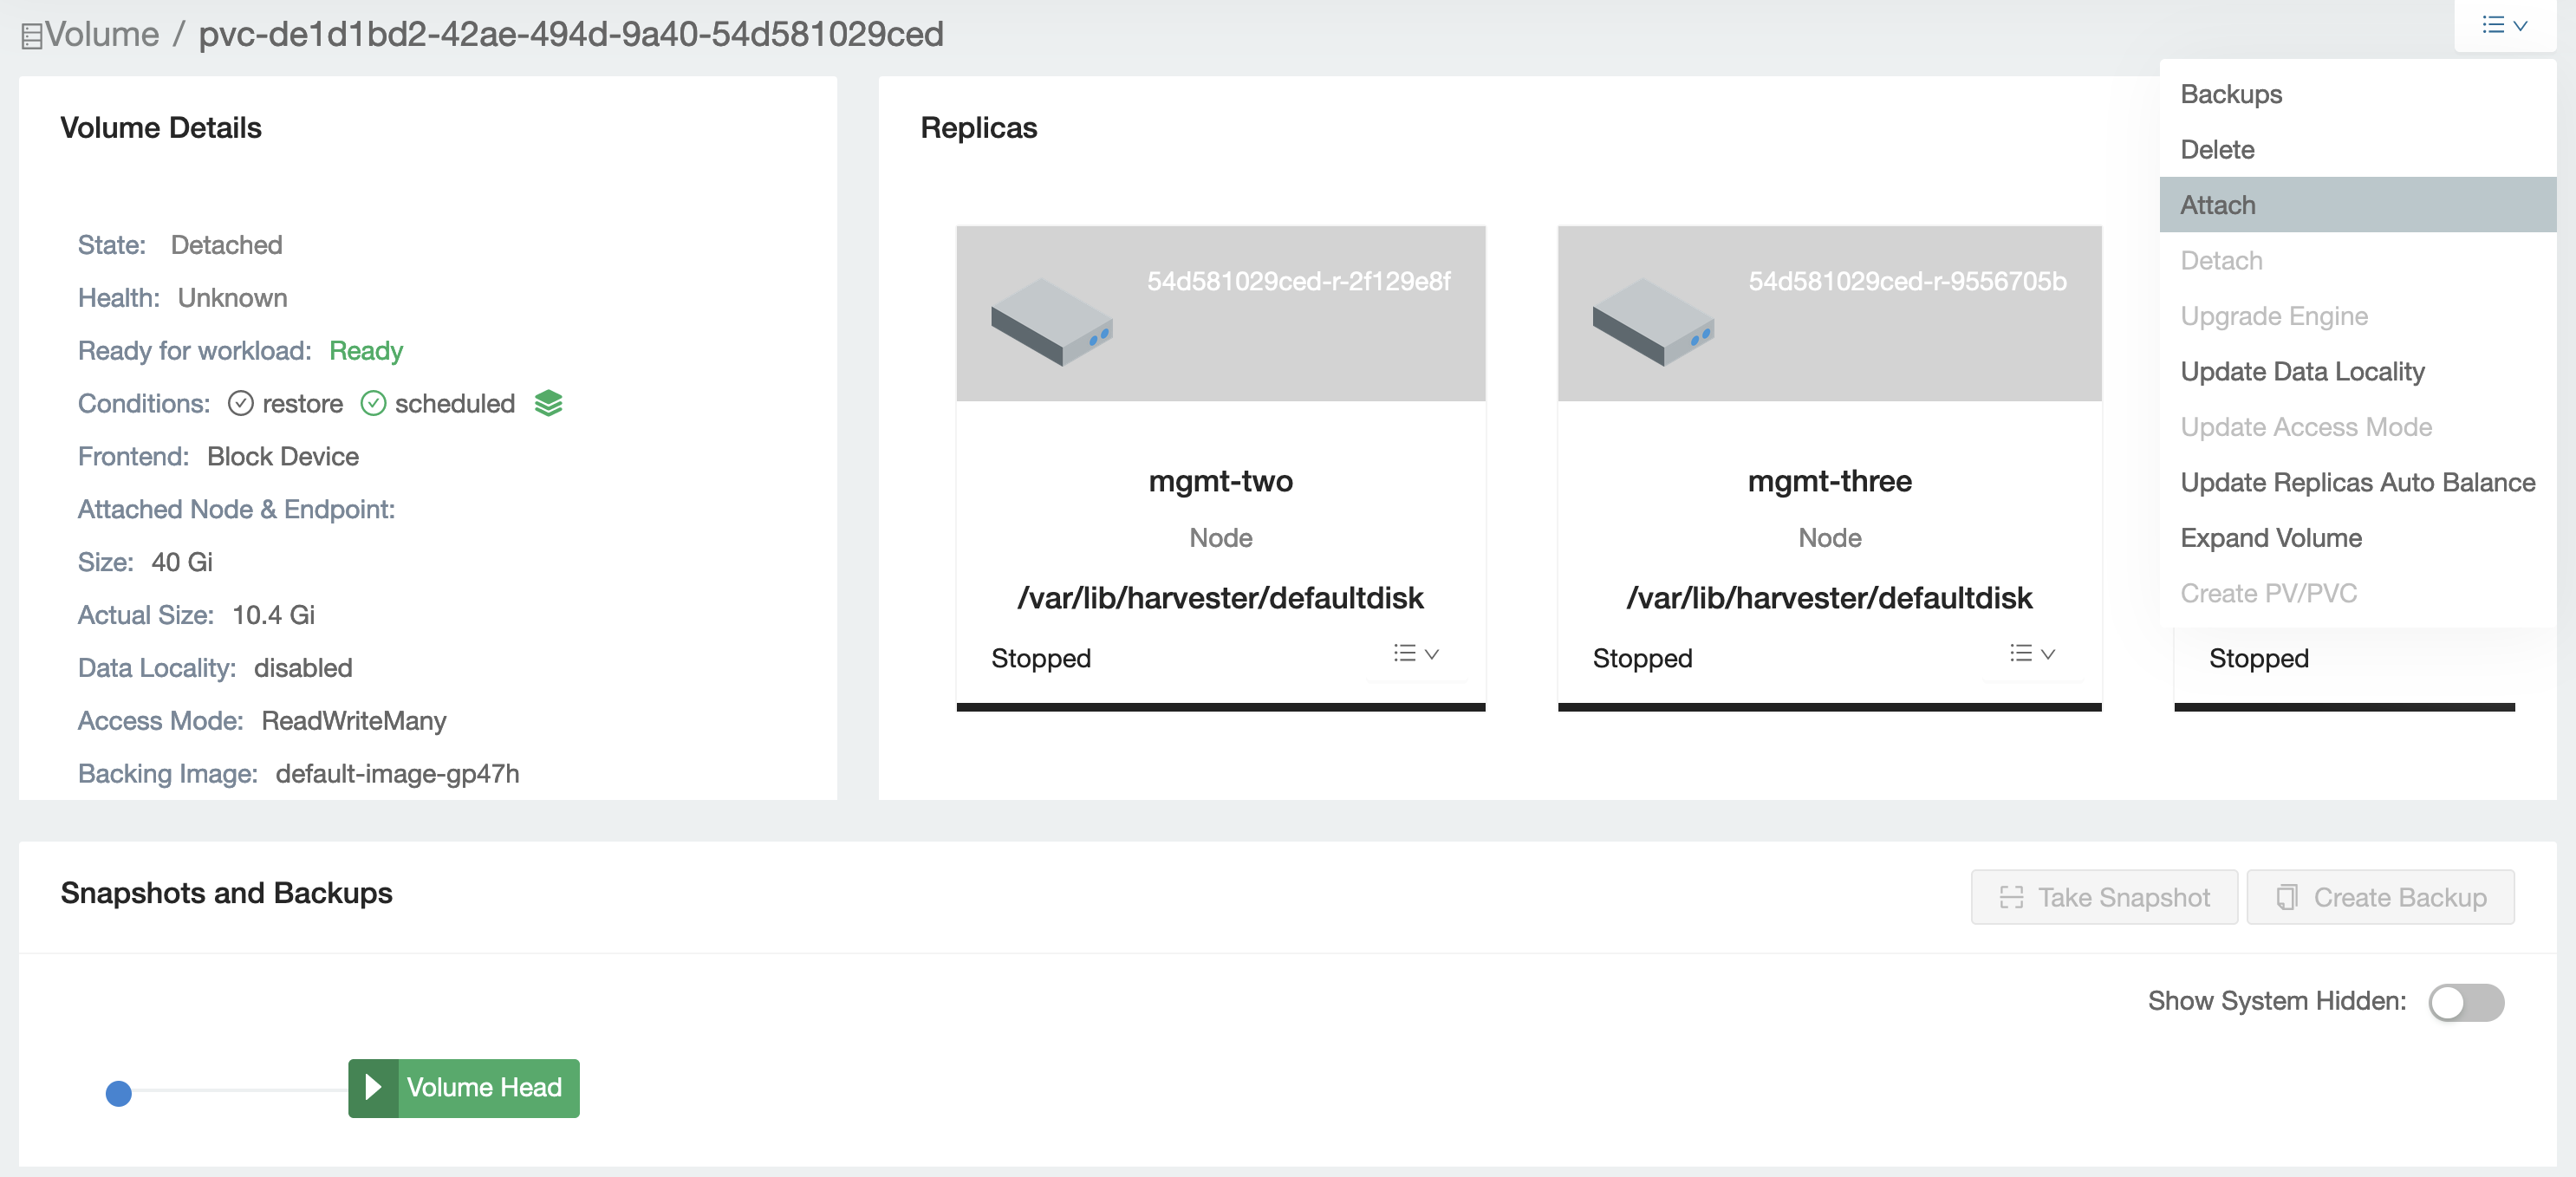 Volume / pvc-de1d1bd2-42ae-494d-9a40-54d581029ced
Volume Details
State: Detached
Health: Unknown
Ready for workload: Ready
Conditions: restore scheduled
Frontend: Block Device
Attached Node & Endpoint:
Size: 40 Gi
Actual Size: 10.4 Gi
Data Locality: disabled
Access Mode: ReadWriteMany
Backing Image: default-image-gp47h
Replicas
54d581029ced-r-2f129e8f
mgmt-two
Node
/var/lib/harvester/defaultdisk
Stopped
54d581029ced-r-9556705b
mgmt-three
Node
/var/lib/harvester/defaultdisk
Stopped
Stopped
Backups
Delete
Attach
Detach
Upgrade Engine
Update Data Locality
Update Access Mode
Update Replicas Auto Balance
Expand Volume
Create PV/PVC
Snapshots and Backups
Take Snapshot
Create Backup
Show System Hidden:
Volume Head